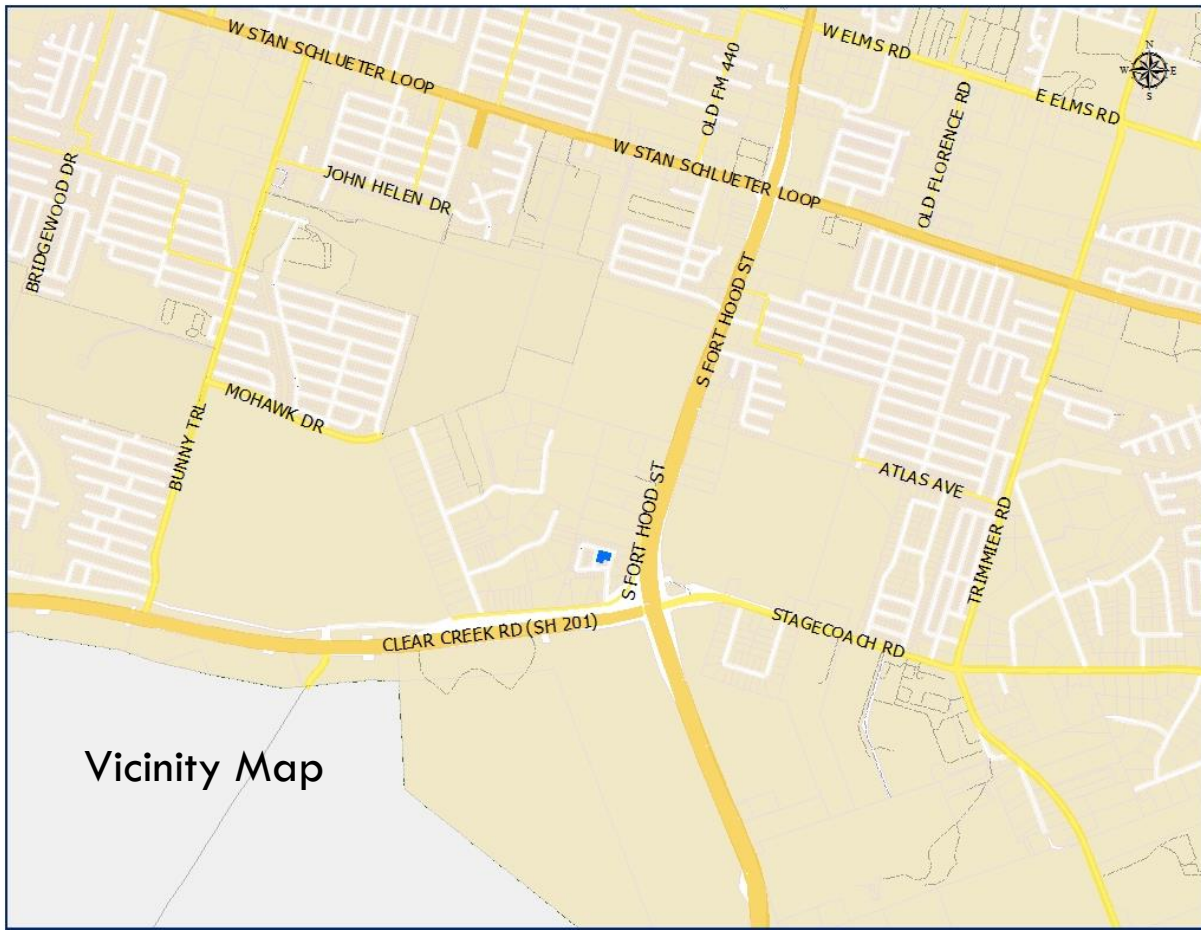 W STAN SCHLUETER LOOP
W ELMS RD
OLD FM 440
N
W E
S
E ELMS RD
OLD FLORENCE RD
W STAN SCHLUETER LOOP
JOHN HELEN DR
BRIDGEWOOD DR
S FORT HOOD ST
MOHAWK DR
BUNNY TRL
ATLAS AVE
S FORT HOOD ST
TRIMMIER RD
CLEAR CREEK RD (SH 201)
STAGECOACH RD
Vicinity Map